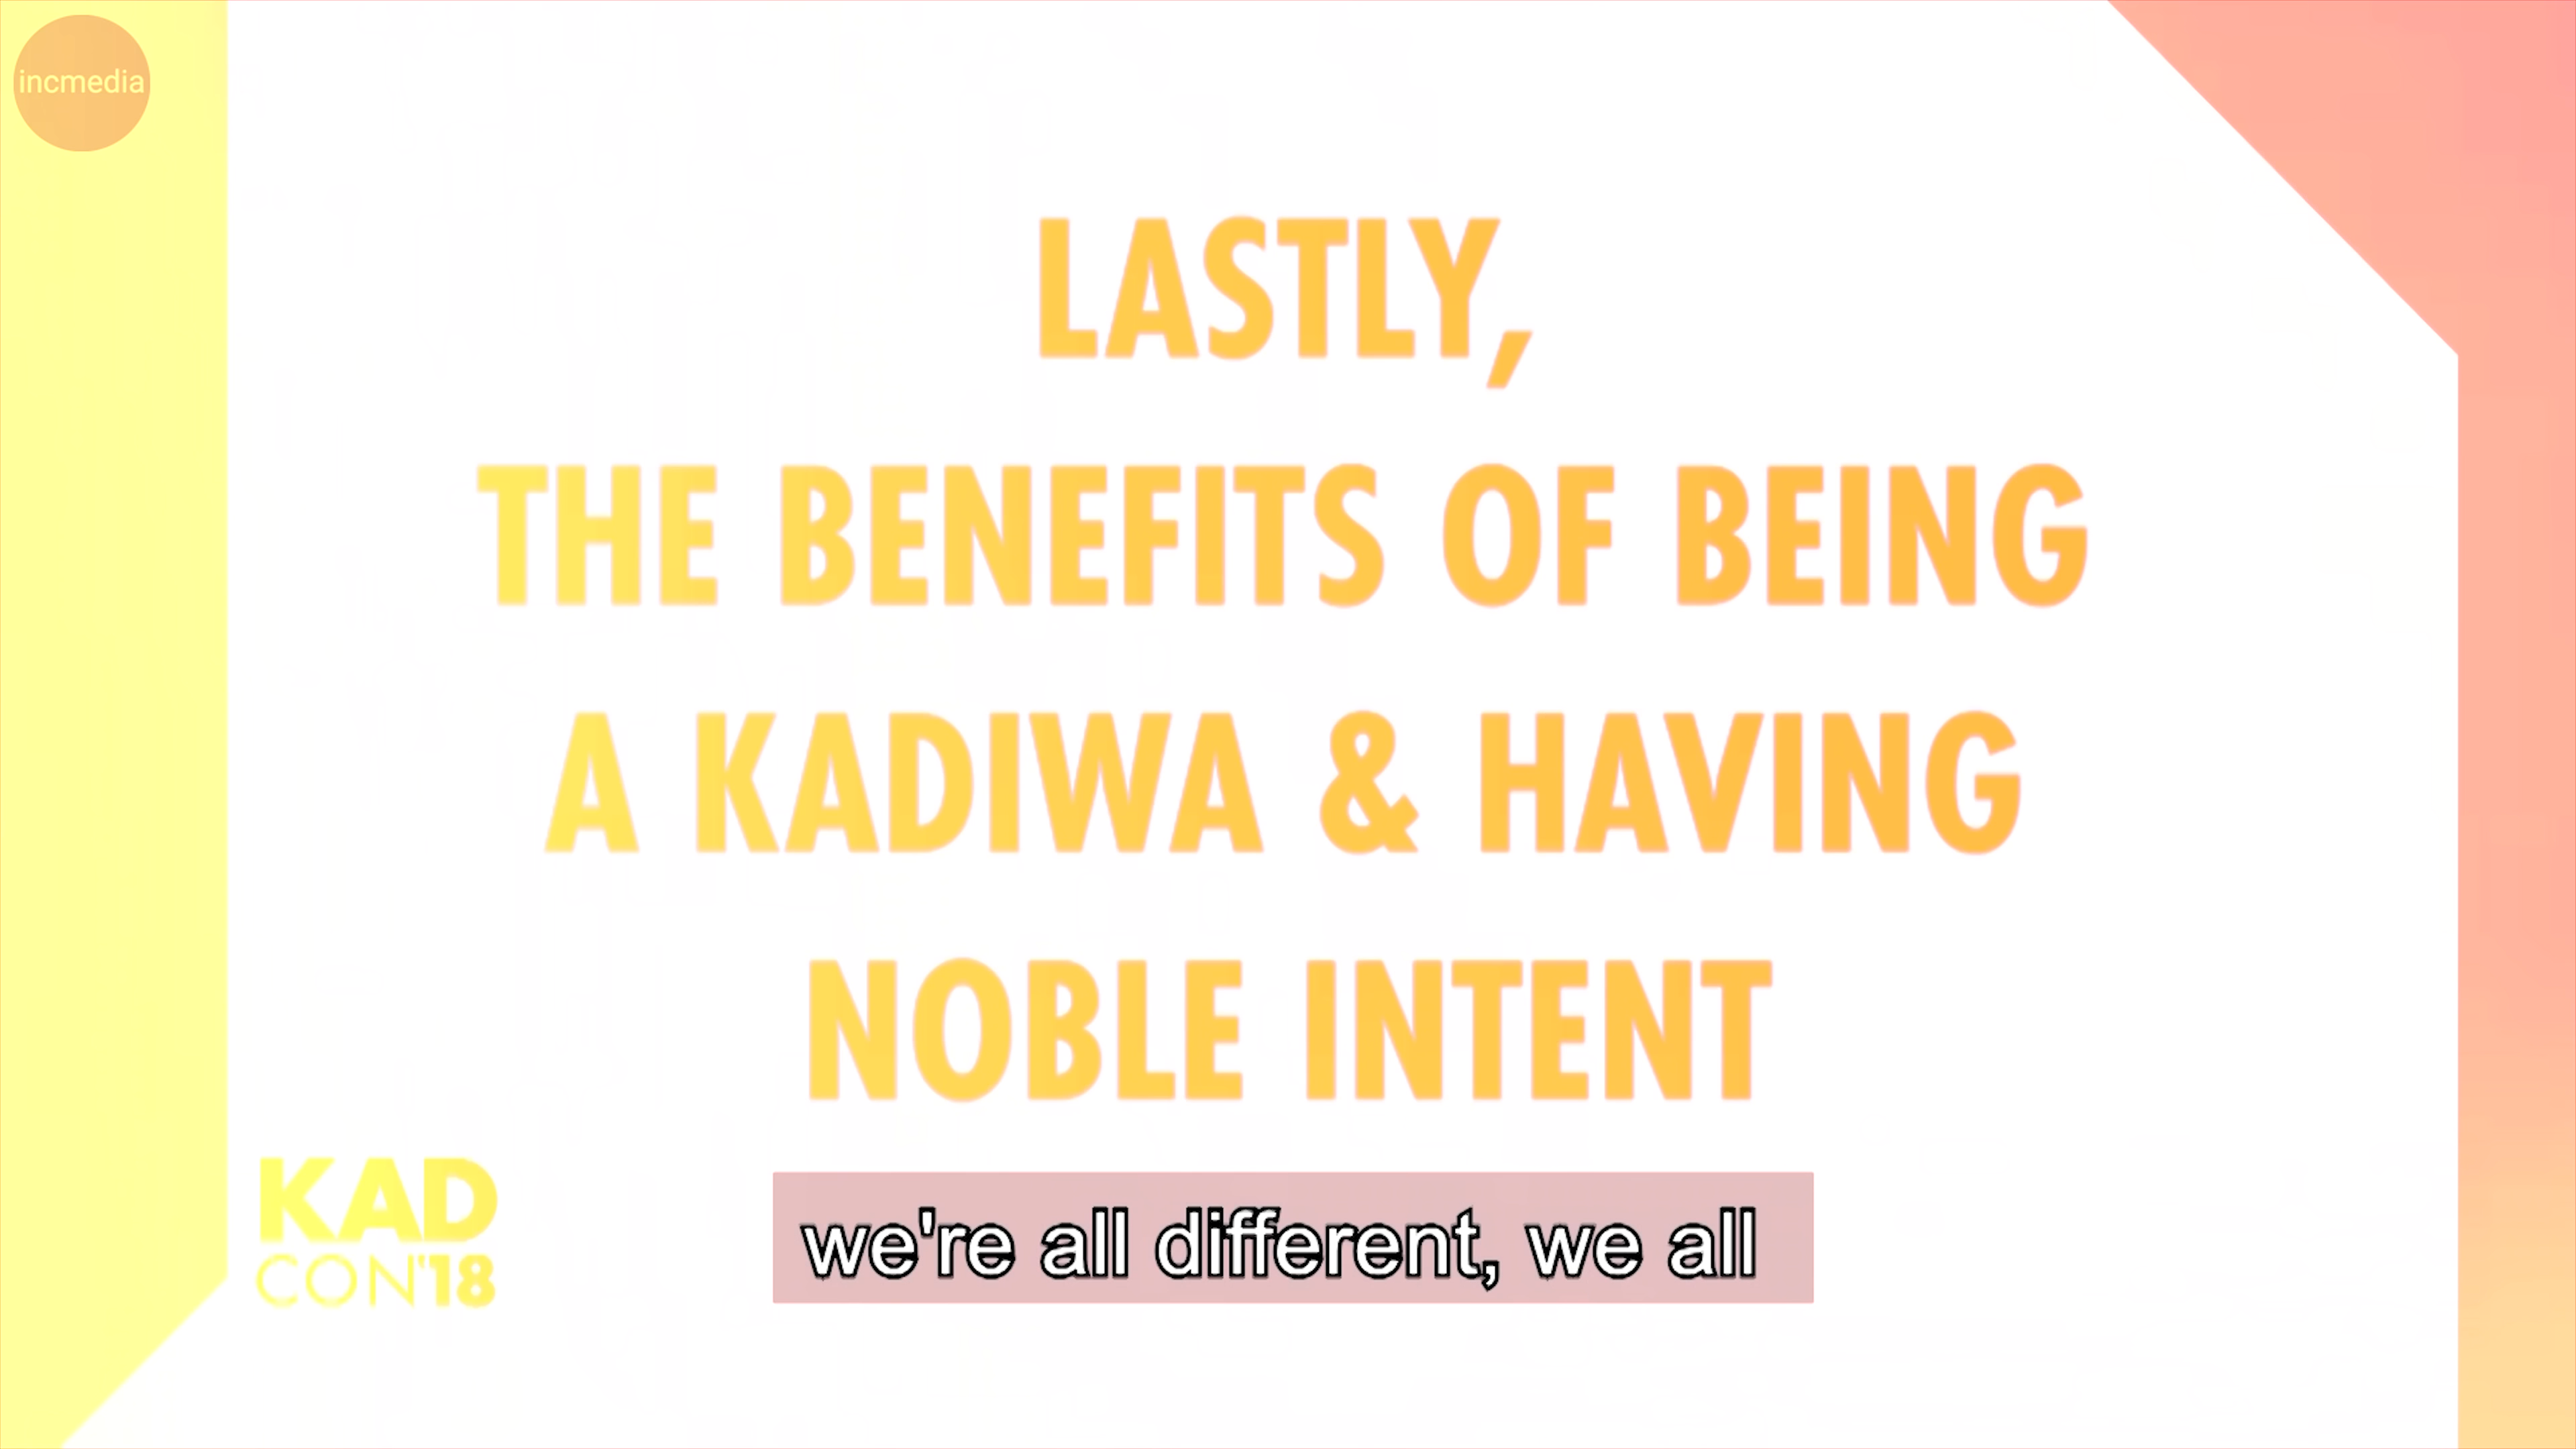 incmedia
LASTLY,
THE BENEFITS OF BEING
A KADIWA & HAVING
NOBLE INTENT
KAD
CON'18
we're all different, we all